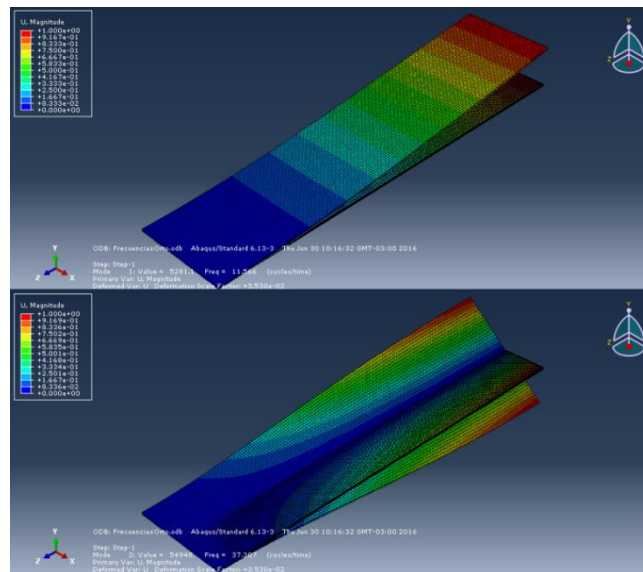 U, Magnitude
+1.000e+00
+9.167e-01
+8.333e-01
+7.500e-01
+6.667e-01
+5.833e-01
+5.000e-01
+4.167e-01
+3.333e-01
+2.500e-01
+1.667e-01
+8.333e-02
+0.000e+00
Y
Z
Y
Z X
ODB: FrecuenciasOrto.odb Abaqus/Standard 6.13-3 Thu Jun 30 10:16:32 GMT-03:00 2016
Step: Step-1
Mode 1: Value = 5281. Freq = 11.566 (cycles/time)
Primary Var: U, Magnitude
Deformed Var: U Deformation Scale Factor: +3.530e-02
U, Magnitude
+1.000e+00
+9.169e-01
+8.336e-01
+7.502e-01
+6.669e-01
+5.835e-01
+5.001e-01
+4.168e-01
+3.334e-01
+2.501e-01
+1.667e-01
+8.336e-02
+0.000e+00
Y
Z
Y
Z X
ODB: FrecuenciasOrto.odb Abaqus/Standard 6.13-3 Thu Jun 30 10:16:32 GMT-03:00 2016
Step: Step-1
Mode 2: Value = 54948. Freq = 37.307 (cycles/time)
Primary Var: U, Magnitude
Deformed Var: U Deformation Scale Factor: +3.530e-02